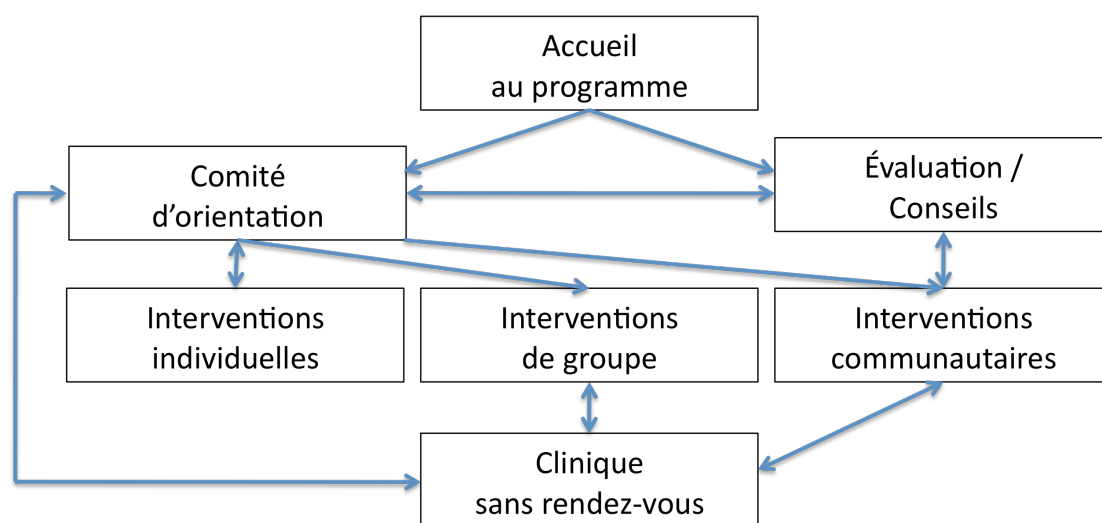 Accueil
au programme
Comité
d'orientation
Évaluation /
Conseils
Interventions
individuelles
Interventions
de groupe
Interventions
communautaires
Clinique
sans rendez-vous